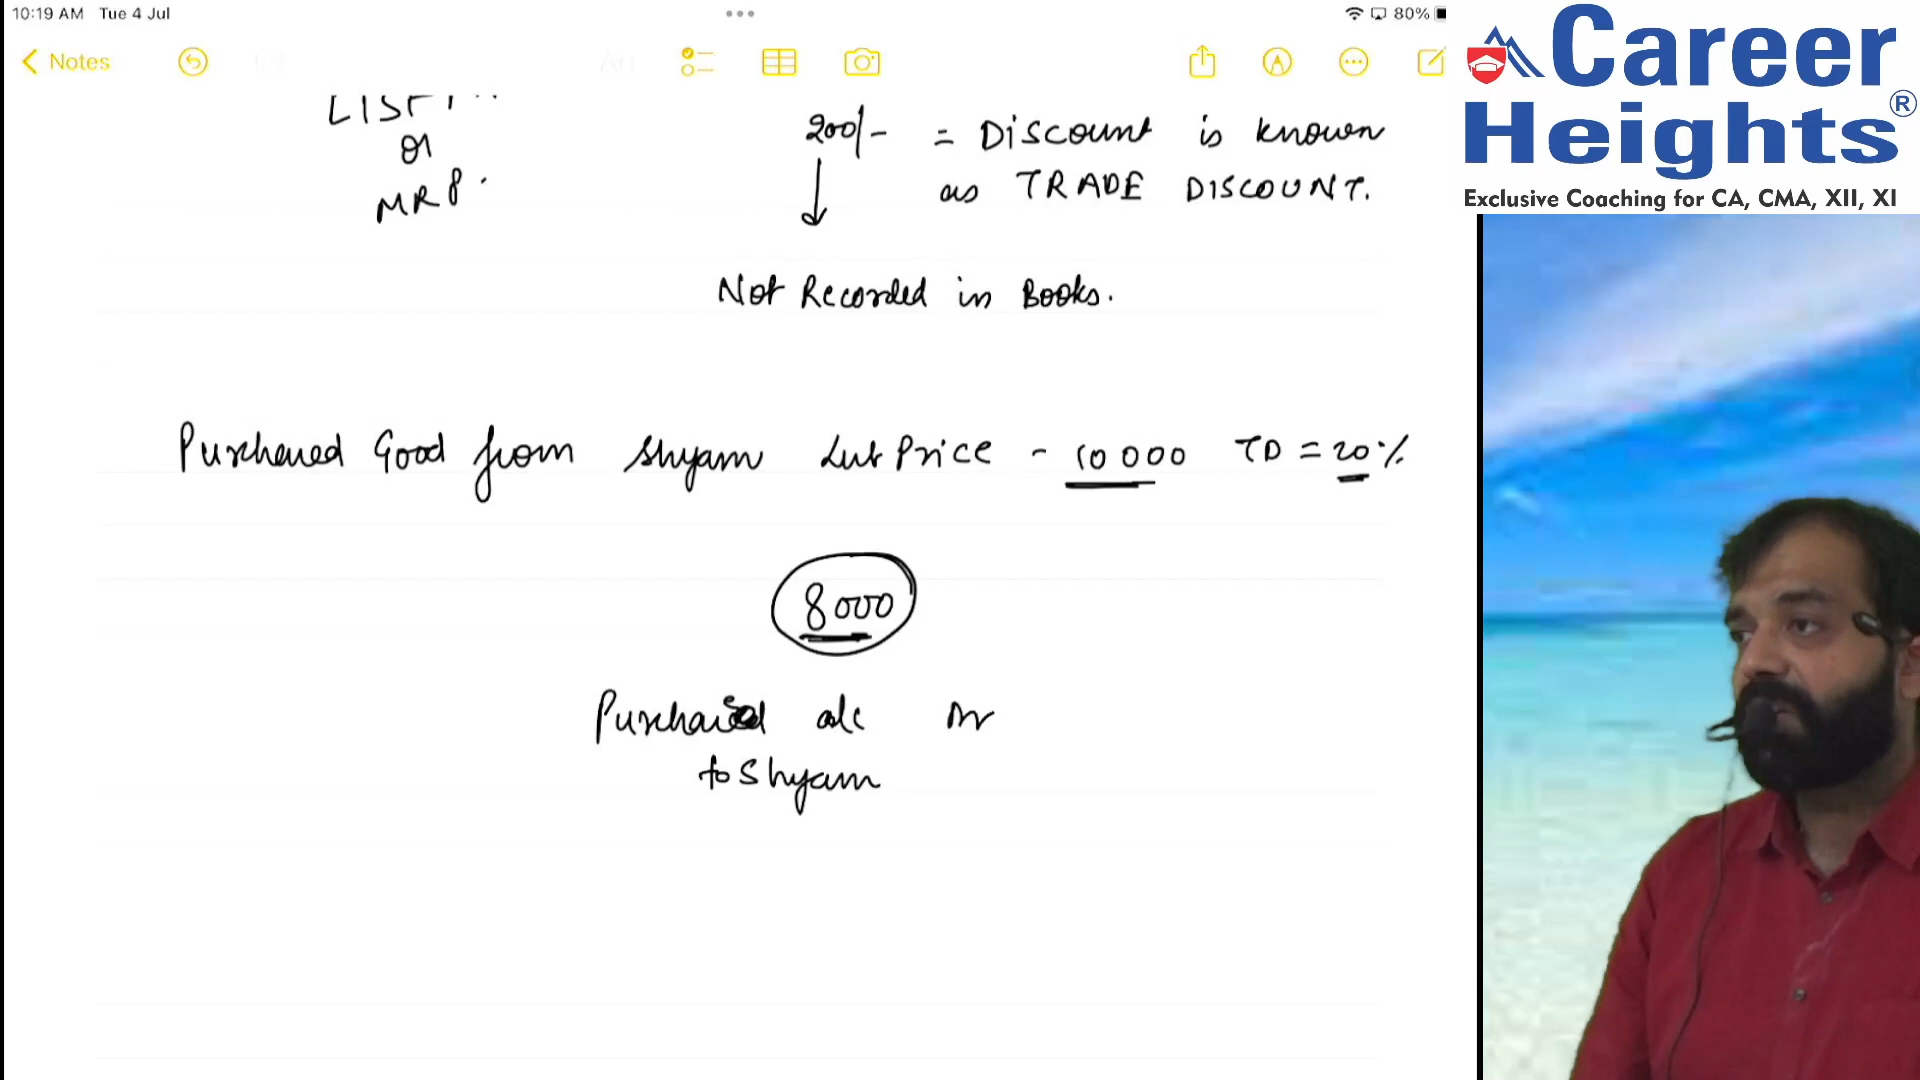 10:19 AM Tue 4 Jul
80%
Notes
Career
Heights®
Exclusive Coaching for CA, CMA, XII, XI
or
MRP.
200/- = Discount is known
as TRADE DISCOUNT.
Not Recorded in Books.
Purchased Good from Shyam List Price - 10000 TD = 20%
8000
Purchased a/c Dr
to Shyam